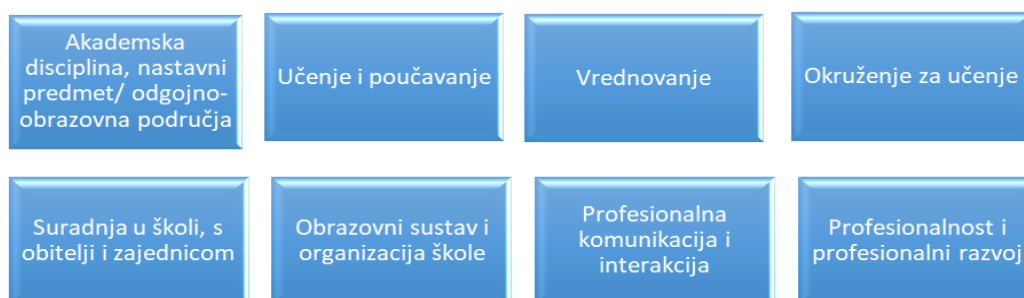 Akademska
disciplina, nastavni
predmet/ odgojno-
obrazovna područja
Učenje i poučavanje
Vrednovanje
Okruženje za učenje
Suradnja u školi, s
obitelji i zajednicom
Obrazovni sustav i
organizacija škole
Profesionalna
komunikacija i
interakcija
Profesionalnost i
profesionalni razvoj